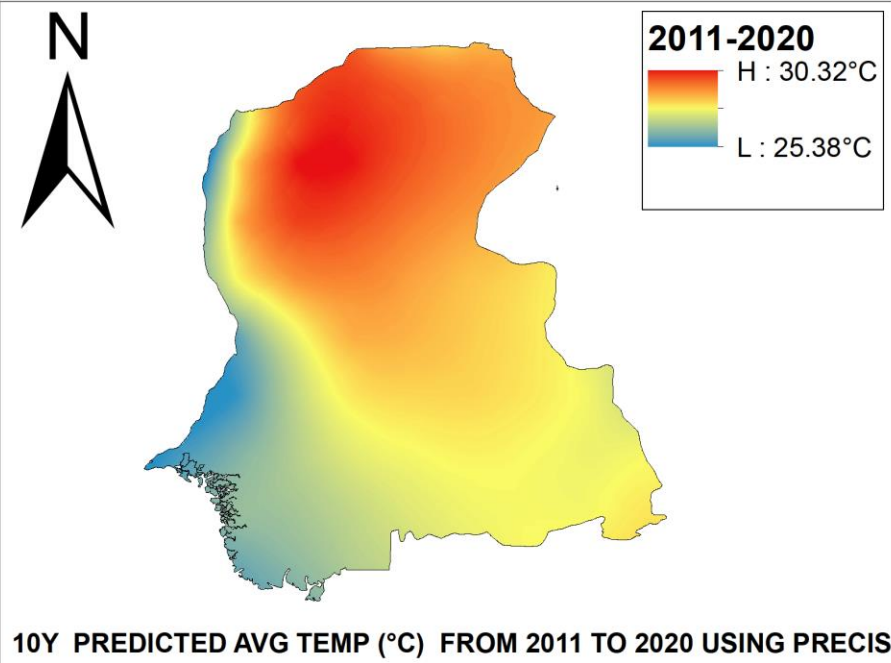 N
2011-2020
H : 30.32°C
L : 25.38°C
10Y PREDICTED AVG TEMP (°C) FROM 2011 TO 2020 USING PRECIS